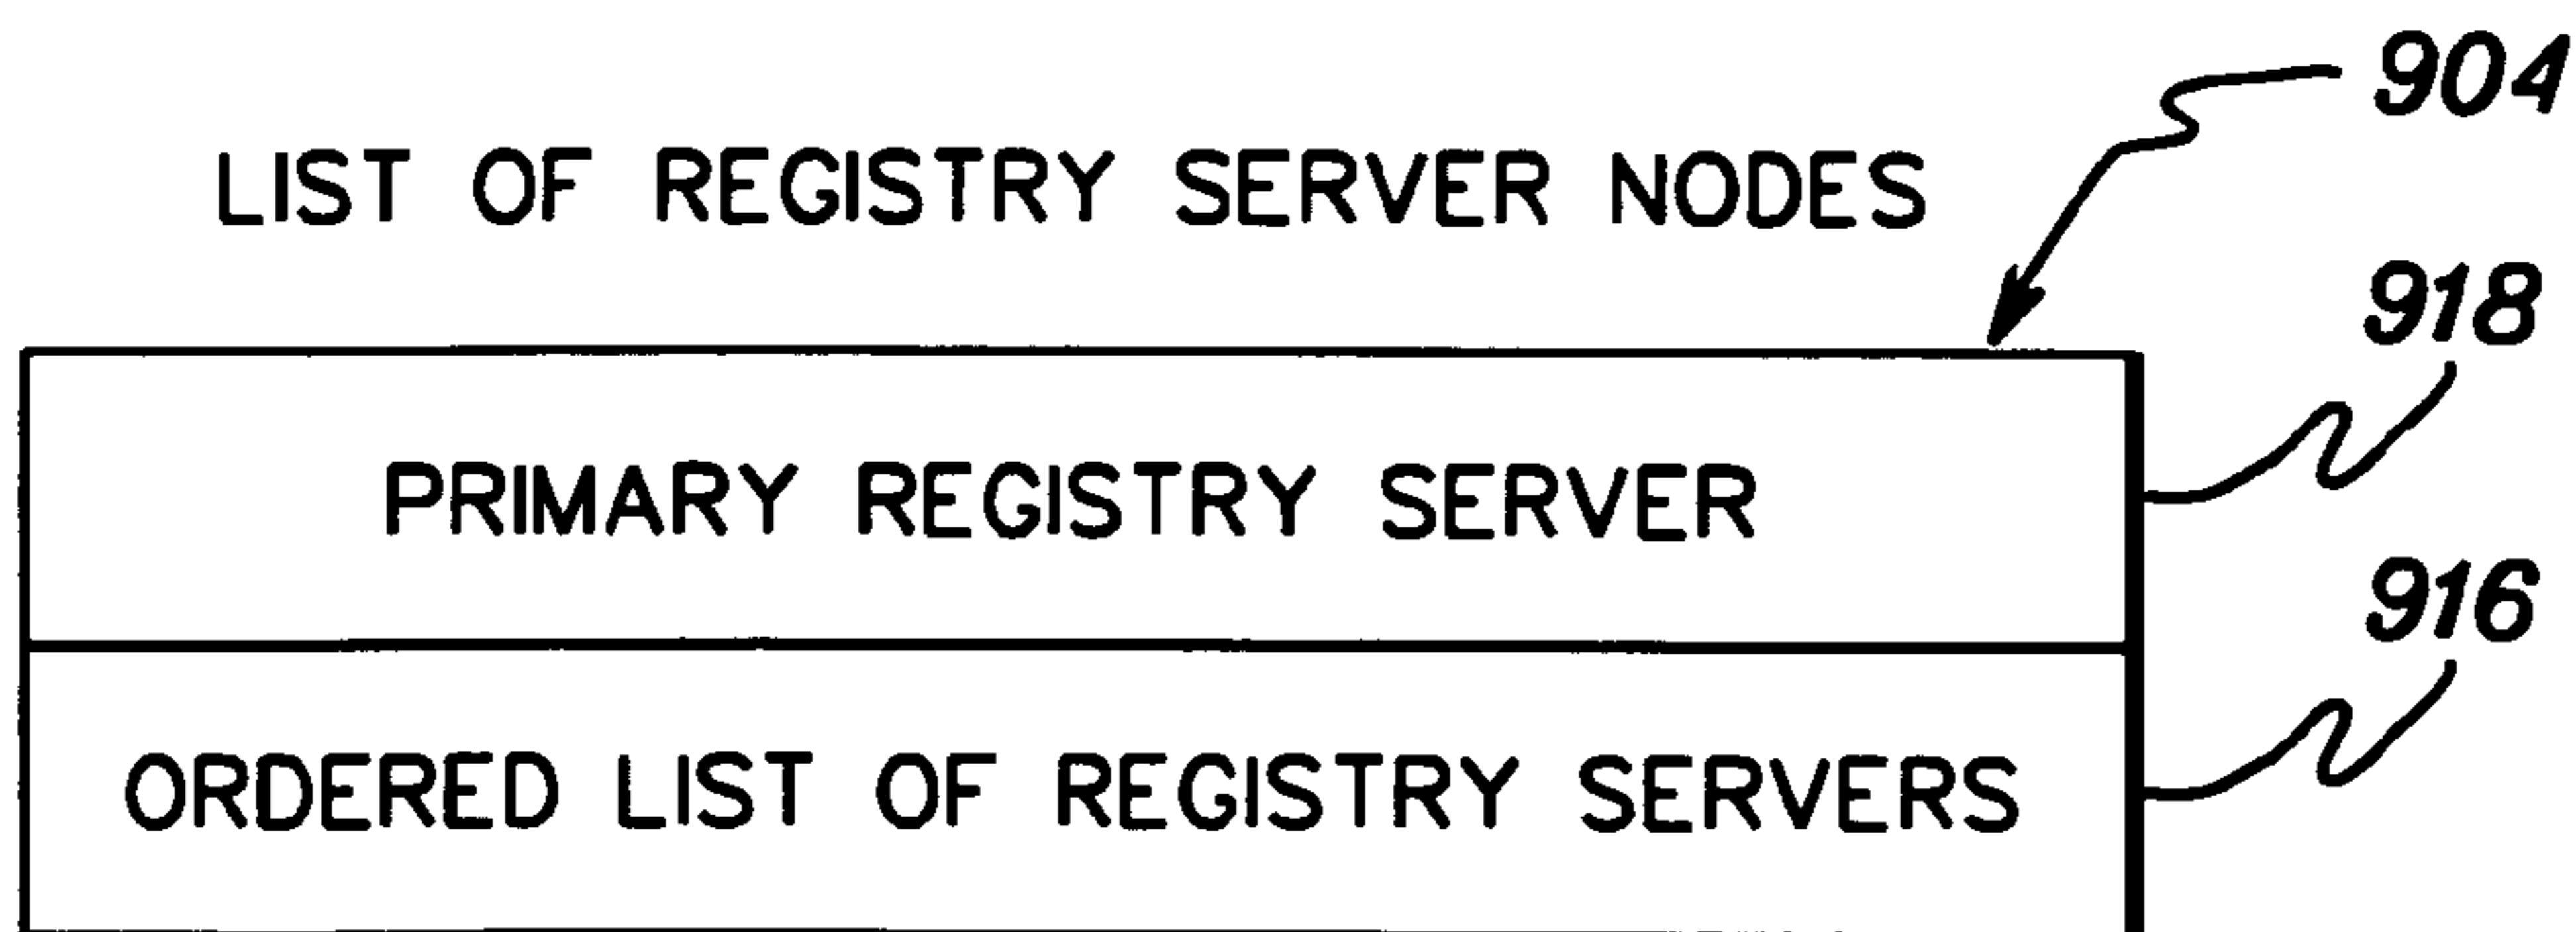 904
LIST OF REGISTRY SERVER NODES
918
PRIMARY REGISTRY SERVER
916
ORDERED LIST OF REGISTRY SERVERS